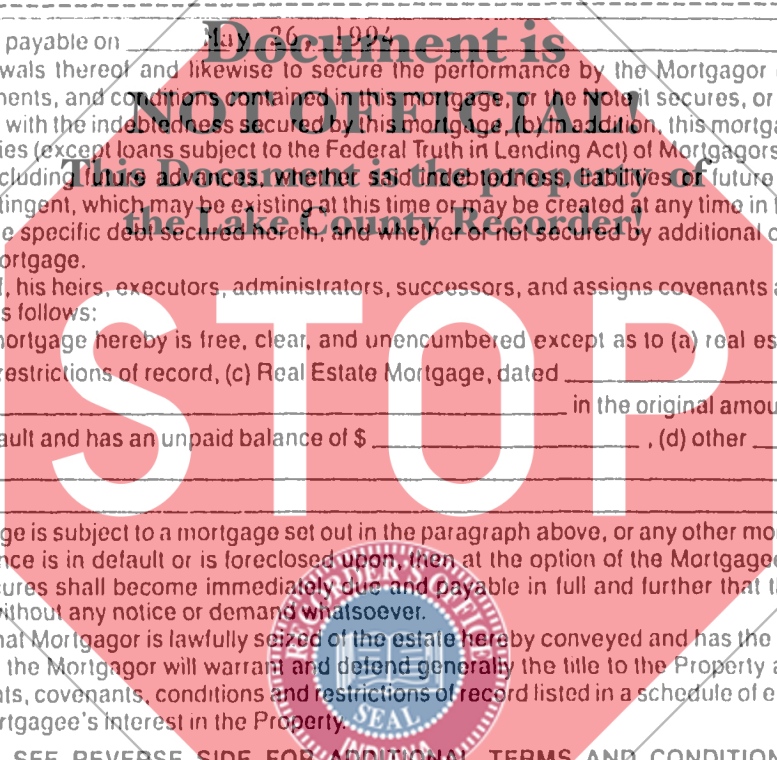 payable on May 26, 1994
Document is
wals thereof and likewise to secure the performance by the Mortgagor
ments, and conditions contained in this mortgage, or the Note it secures, or
NOT OFFICIAL!
with the indebtedness secured by this mortgage, (b) In addition, this mortga
ies (except loans subject to the Federal Truth in Lending Act) of Mortgagors
This Document is the property of
cluding future advances, whether said indebtedness, liabilities of future
tingent, which may be existing at this time or may be created at any time in t
the Lake County Recorder!
e specific debt secured herein, and whether or not secured by additional
ortgage.
, his heirs, executors, administrators, successors, and assigns covenants a
s follows:
STOP
ortgage hereby is free, clear, and unencumbered except as to (a) real es
restrictions of record, (c) Real Estate Mortgage, dated
in the original amou
ault and has an unpaid balance of $ , (d) other
ge is subject to a mortgage set out in the paragraph above, or any other mo
nce is in default or is foreclosed upon, then at the option of the Mortgagee
cures shall become immediately due and payable in full and further that t
without any notice or demand whatsoever.
hat Mortgagor is lawfully seized of the estate hereby conveyed and has the
the Mortgagor will warrant and defend generally the title to the Property a
nts, covenants, conditions and restrictions of record listed in a schedule of e
rtgagee's interest in the Property.
RECORDER'S OFFICE
SEAL
SEE REVERSE SIDE FOR ADDITIONAL TERMS AND CONDITION